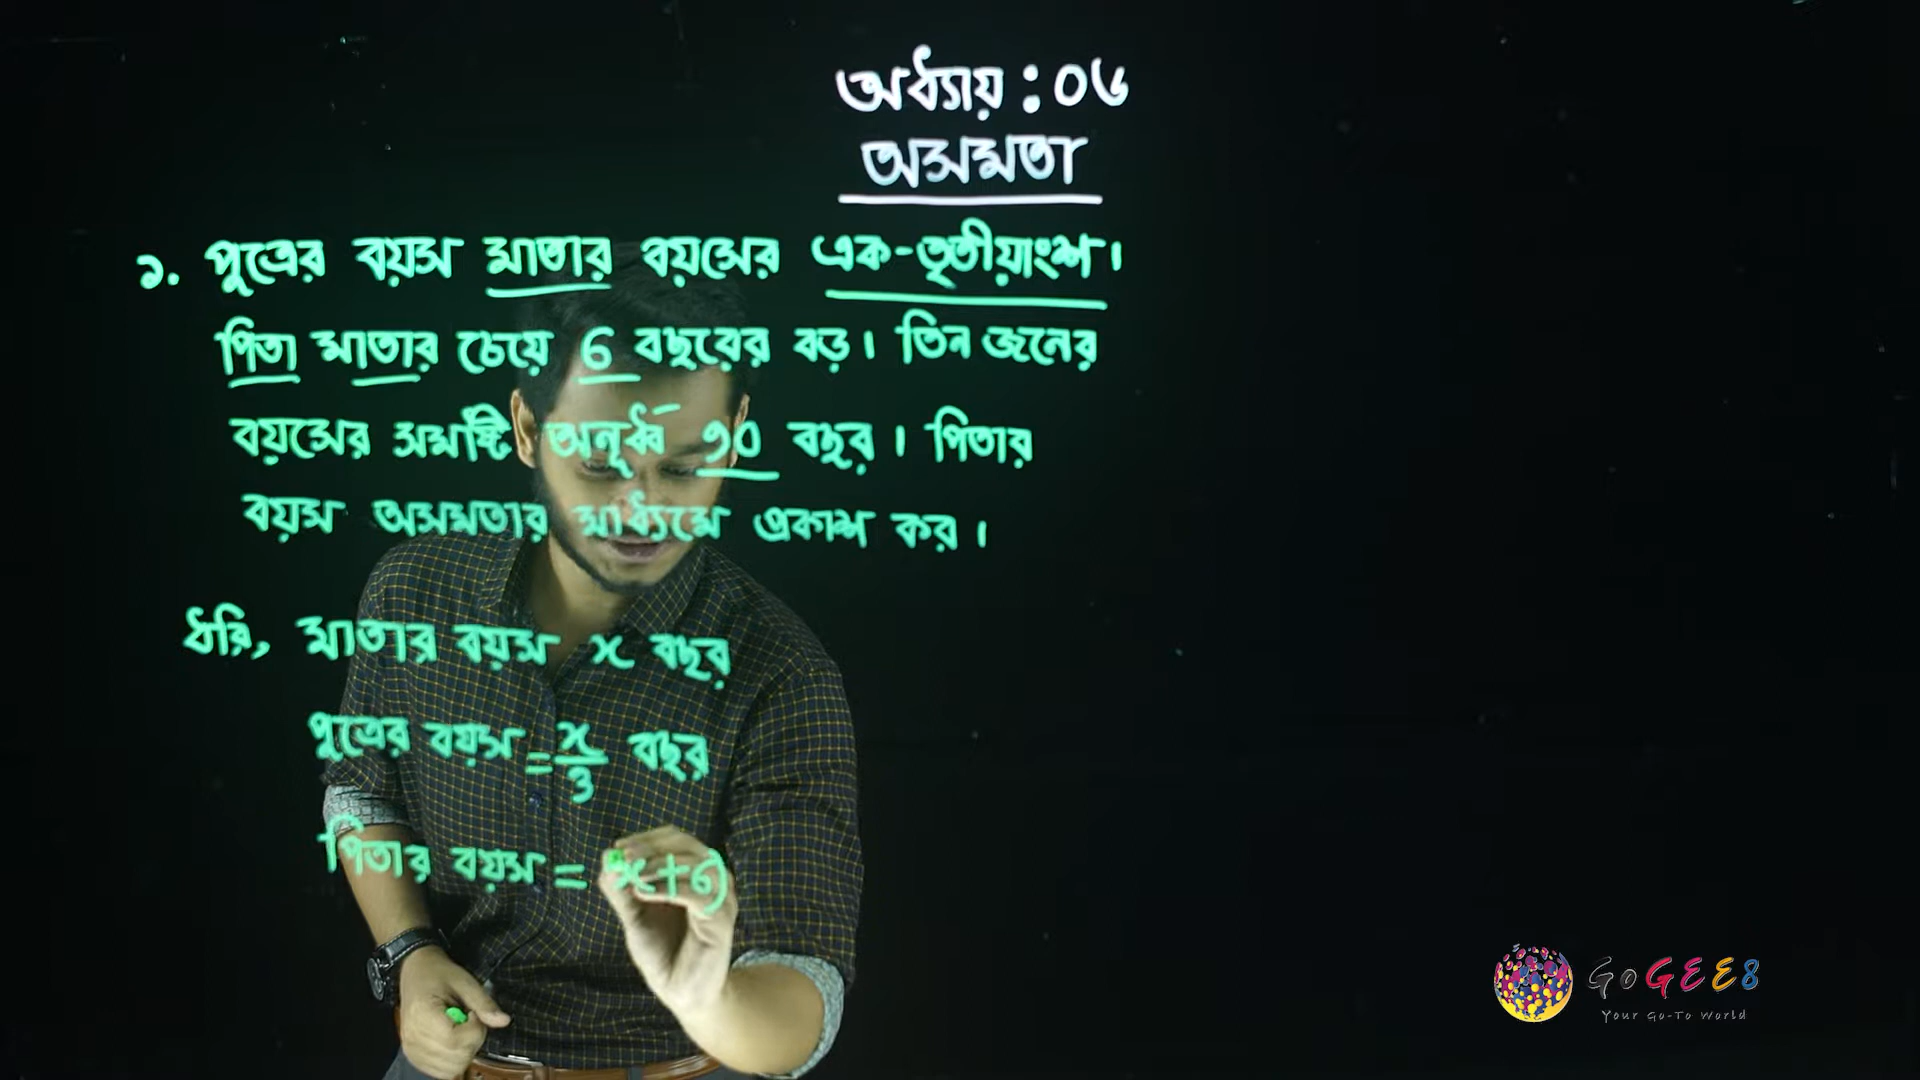 অধ্যায় : ০৬
অসমতা
১. পুত্রের বয়স মাতার বয়সের এক-তৃতীয়াংশ।
পিতা মাতার চেয়ে 6 বছরের বড়। তিন জনের
বয়সের সমষ্টি অনূর্ধ্ব ৯০ বছর। পিতার
বয়স অসমতার মাধ্যমে প্রকাশ কর।
ধরি, মাতার বয়স x বছর
পুত্রের বয়স = x/3 বছর
পিতার বয়স = (x+6)
GoGEE8
Your Go-To World